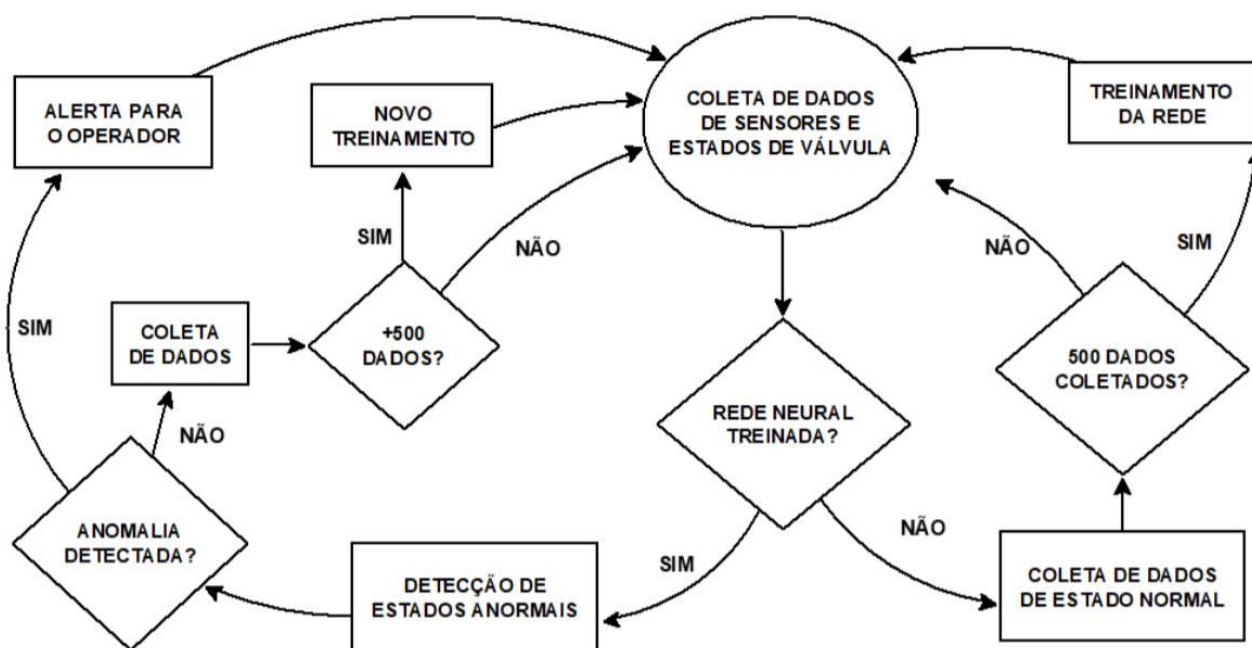 ALERTA PARA
O OPERADOR
NOVO
TREINAMENTO
COLETA DE DADOS
DE SENSORES E
ESTADOS DE VÁLVULA
TREINAMENTO
DA REDE
SIM
NÃO
NÃO
SIM
SIM
COLETA
DE DADOS
+500
DADOS?
500 DADOS
COLETADOS?
REDE NEURAL
TREINADA?
NÃO
ANOMALIA
DETECTADA?
NÃO
SIM
DETECÇÃO DE
ESTADOS ANORMAIS
COLETA DE DADOS
DE ESTADO NORMAL